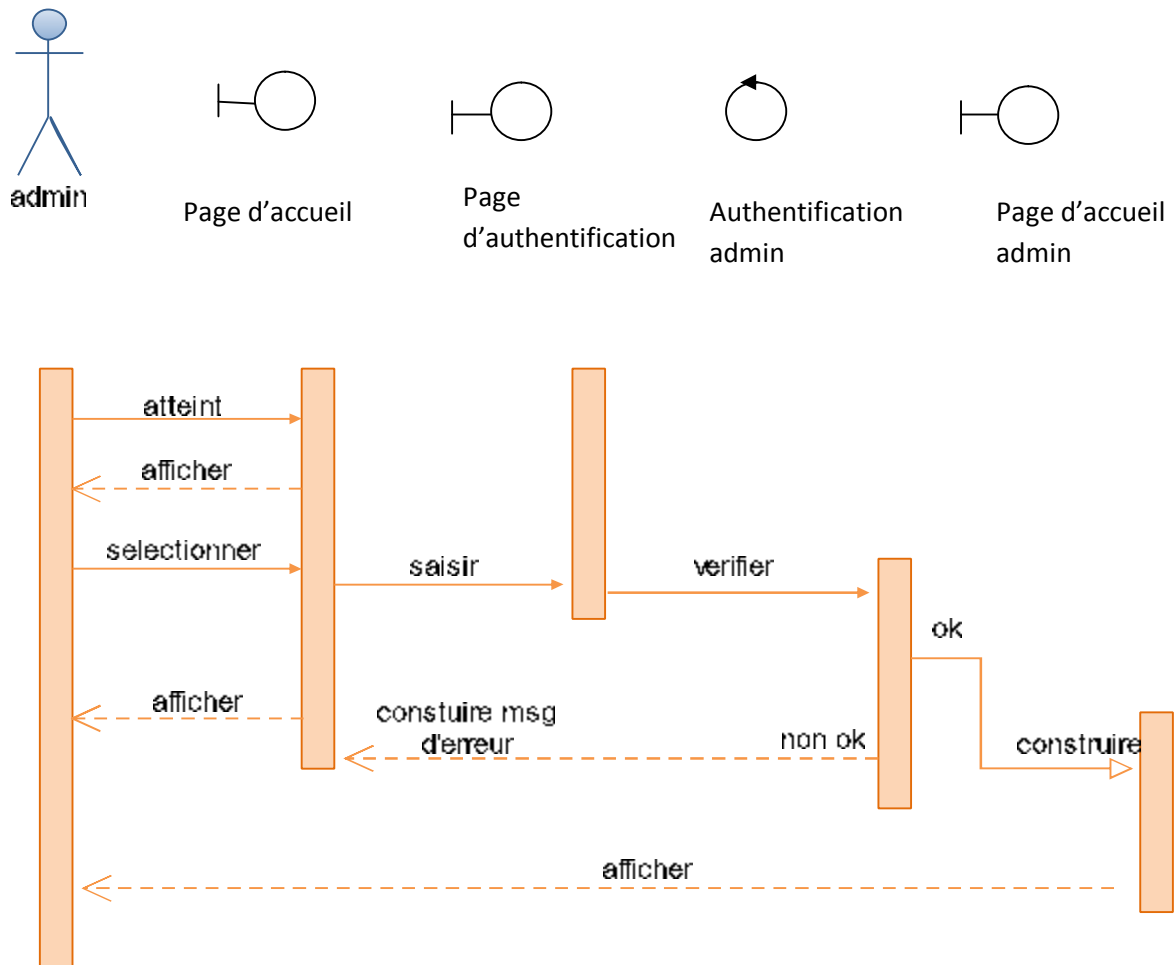 admin
Page d’accueil
Page
d’authentification
Authentification
admin
Page d’accueil
admin
atteint
afficher
selectionner
saisir
verifier
ok
afficher
constuire msg
d'erreur
non ok
construire
afficher